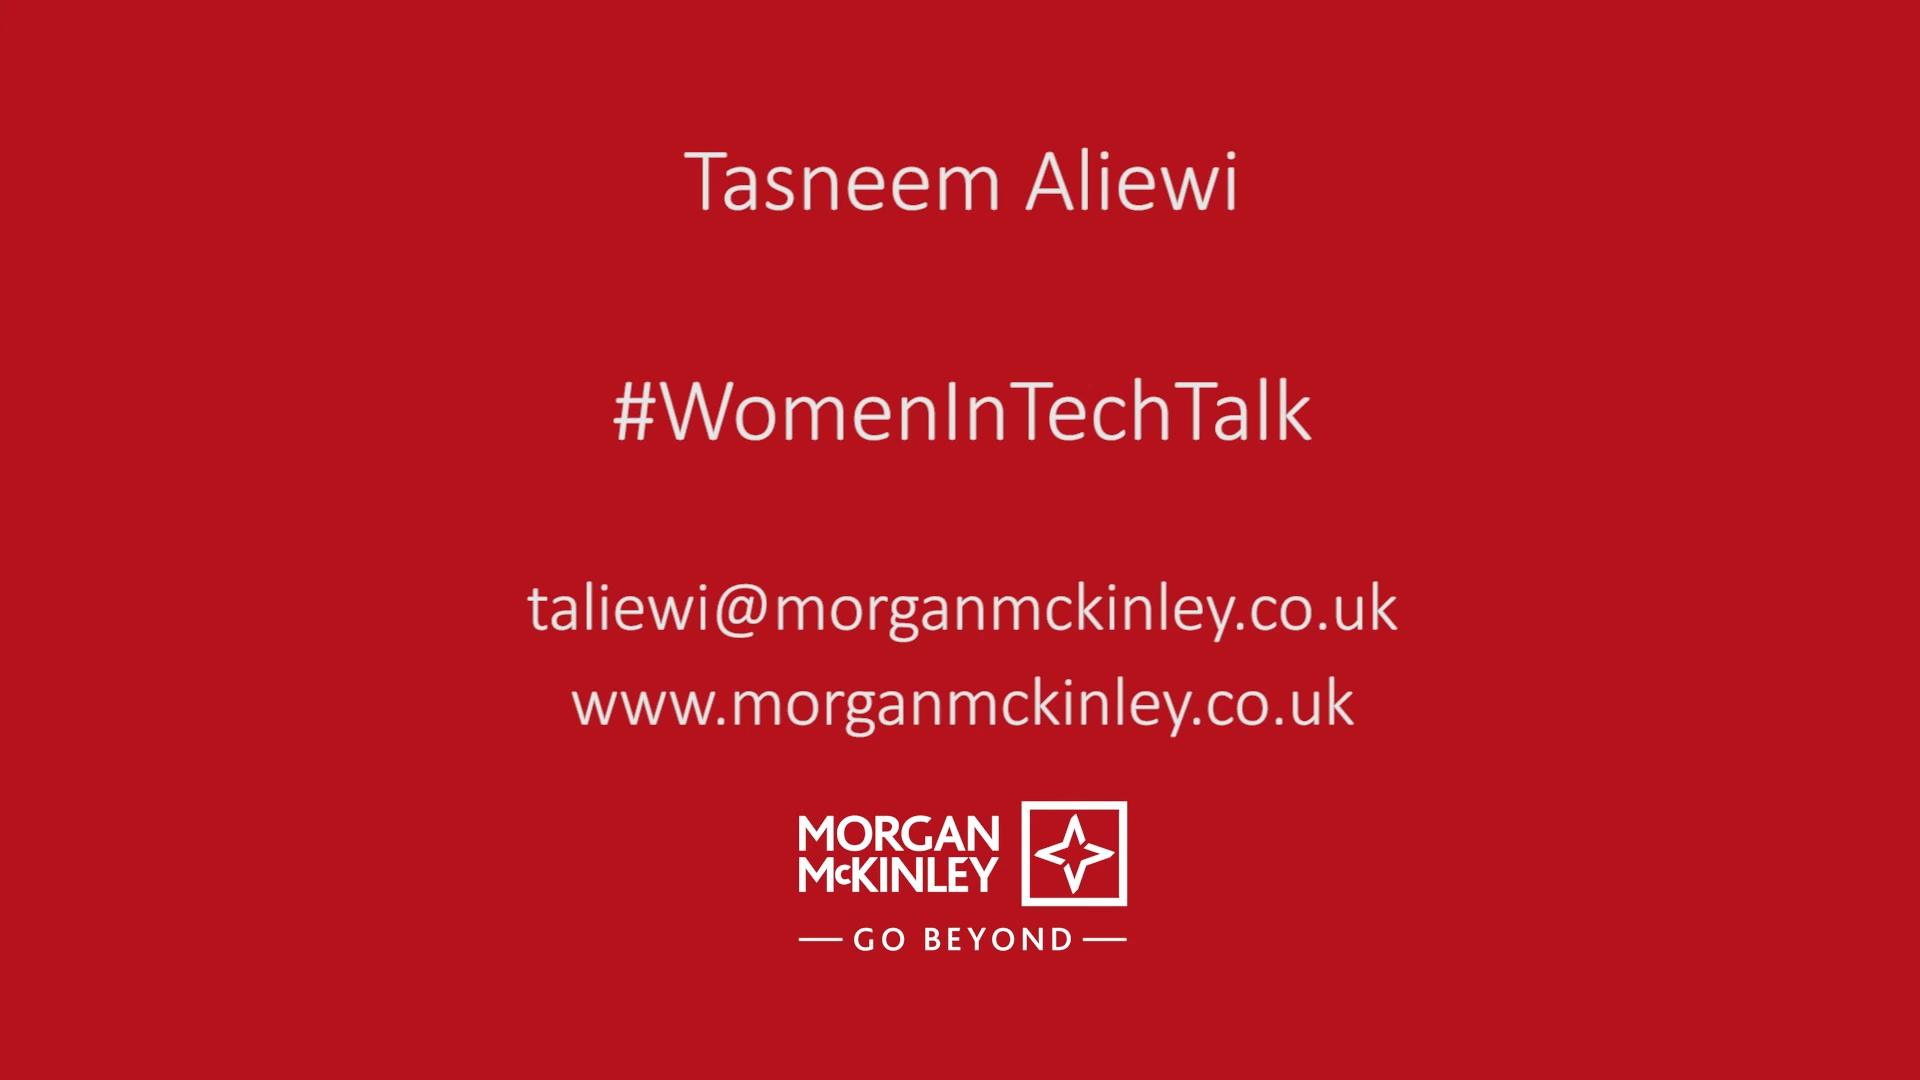 Tasneem Aliewi
#WomenInTechTalk
taliewi@morganmckinley.co.uk
www.morganmckinley.co.uk
MORGAN
McKINLEY
GO BEYOND